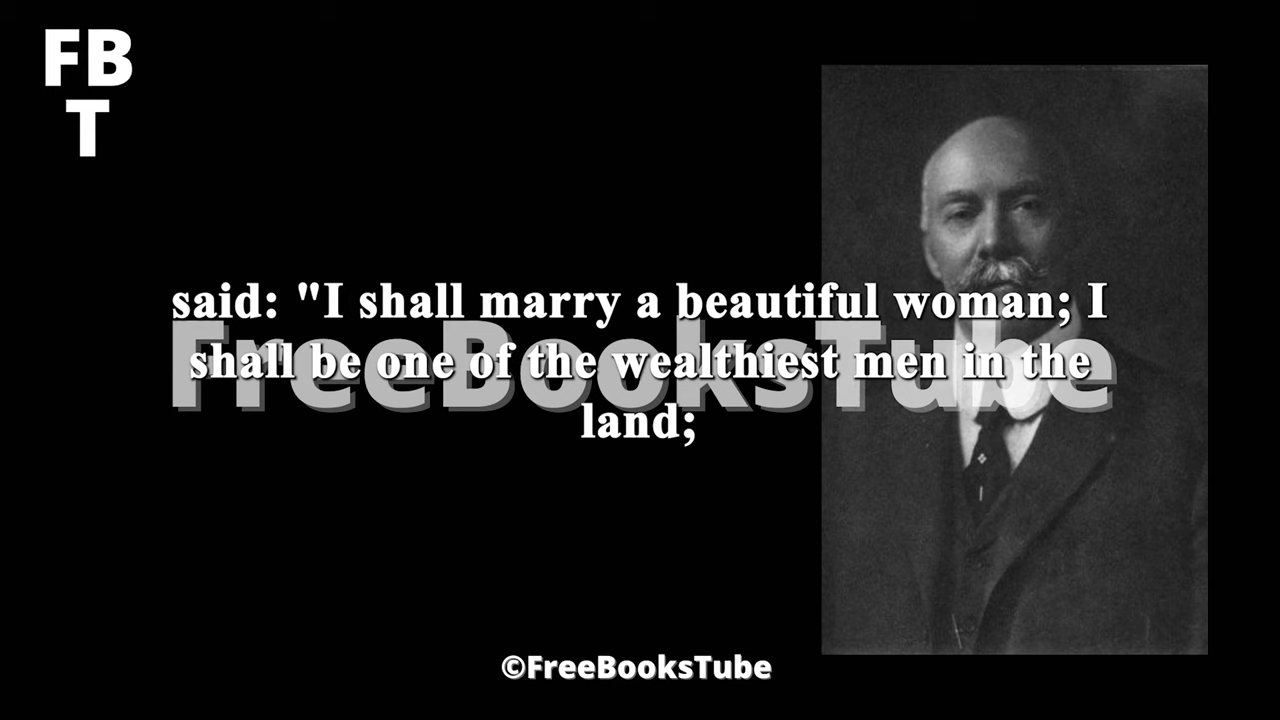 FB
T
said: "I shall marry a beautiful woman; I
shall be one of the wealthiest men in the
land;
FreeBooksTube
©FreeBooksTube